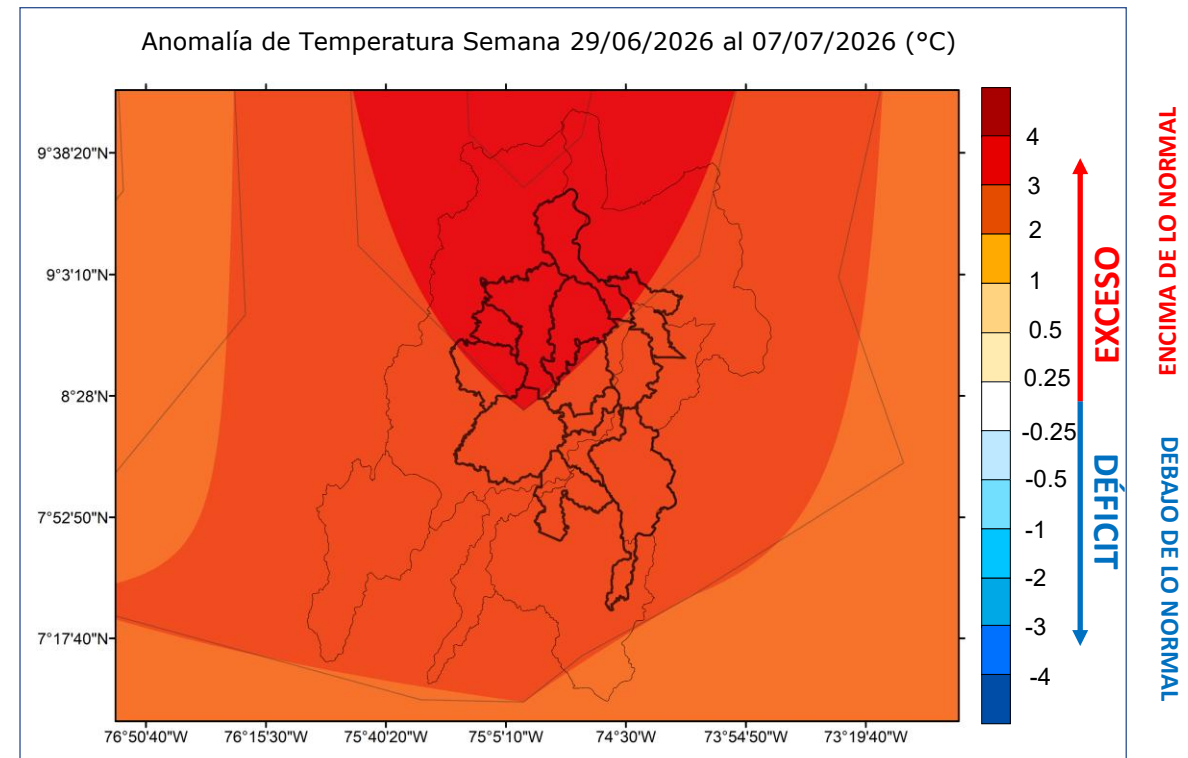 Anomalía de Temperatura Semana 29/06/2026 al 07/07/2026 (°C)
9°38'20"N
9°3'10"N
8°28'N
7°52'50"N
7°17'40"N
76°50'40"W
76°15'30"W
75°40'20"W
75°5'10"W
74°30'W
73°54'50"W
73°19'40"W
4
3
2
1
0.5
0.25
-0.25
-0.5
-1
-2
-3
-4
EXCESO
DÉFICIT
ENCIMA DE LO NORMAL
DEBAJO DE LO NORMAL